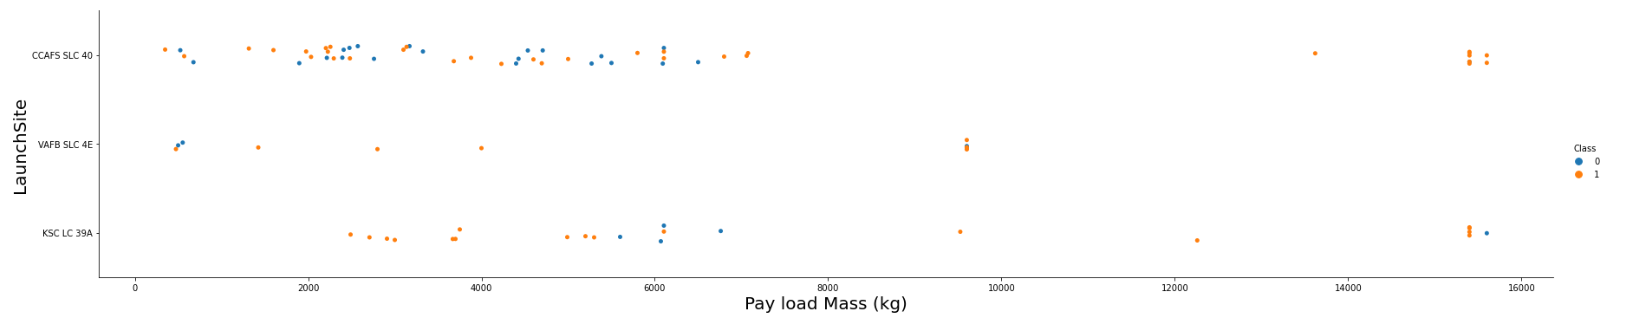 LaunchSite
CCAFS SLC 40
VAFB SLC 4E
KSC LC 39A
0 2000 4000 6000 8000 10000 12000 14000 16000
Pay load Mass (kg)
Class
0
1